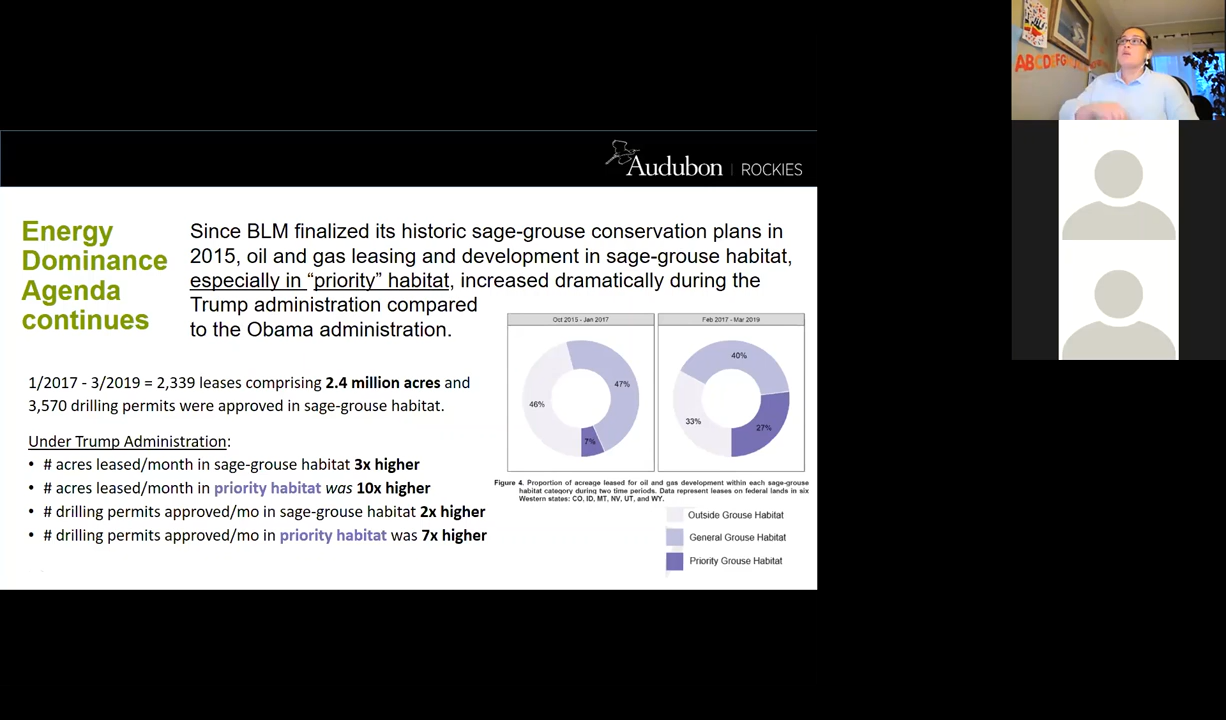 ABCDEFG
Audubon | ROCKIES
Energy
Dominance
Agenda
continues
Since BLM finalized its historic sage-grouse conservation plans in
2015, oil and gas leasing and development in sage-grouse habitat,
especially in “priority” habitat, increased dramatically during the
Trump administration compared
to the Obama administration.
1/2017 - 3/2019 = 2,339 leases comprising 2.4 million acres and
3,570 drilling permits were approved in sage-grouse habitat.
Under Trump Administration:
• # acres leased/month in sage-grouse habitat 3x higher
• # acres leased/month in priority habitat was 10x higher
• # drilling permits approved/mo in sage-grouse habitat 2x higher
• # drilling permits approved/mo in priority habitat was 7x higher
Oct 2015 - Jan 2017
47%
46%
7%
Feb 2017 - Mar 2019
40%
33%
27%
Figure 4. Proportion of acreage leased for oil and gas development within each sage-grouse
habitat category during two time periods. Data represent leases on federal lands in six
Western states: CO, ID, MT, NV, UT, and WY.
Outside Grouse Habitat
General Grouse Habitat
Priority Grouse Habitat